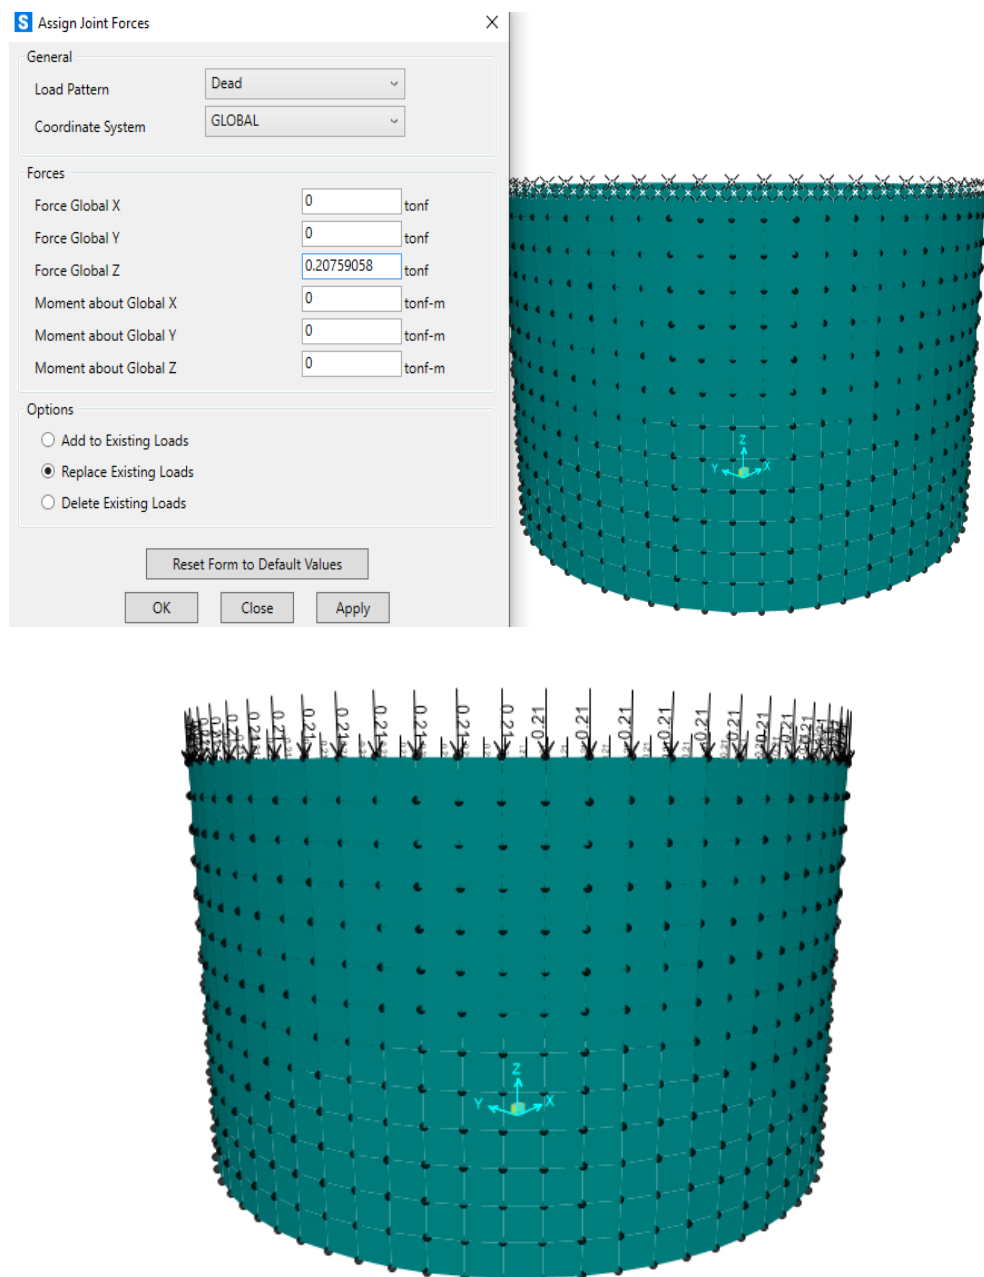 S Assign Joint Forces
General
Load Pattern Dead
Coordinate System GLOBAL
Forces
Force Global X 0 tonf
Force Global Y 0 tonf
Force Global Z 0.20759058 tonf
Moment about Global X 0 tonf-m
Moment about Global Y 0 tonf-m
Moment about Global Z 0 tonf-m
Options
Add to Existing Loads
Replace Existing Loads
Delete Existing Loads
Reset Form to Default Values
OK Close Apply
Z
Y X
0.21 0.21 0.21 0.21 0.21 0.21 0.21 0.21 0.21 0.21 0.21 0.21 0.21 0.21 0.21
Z
Y X